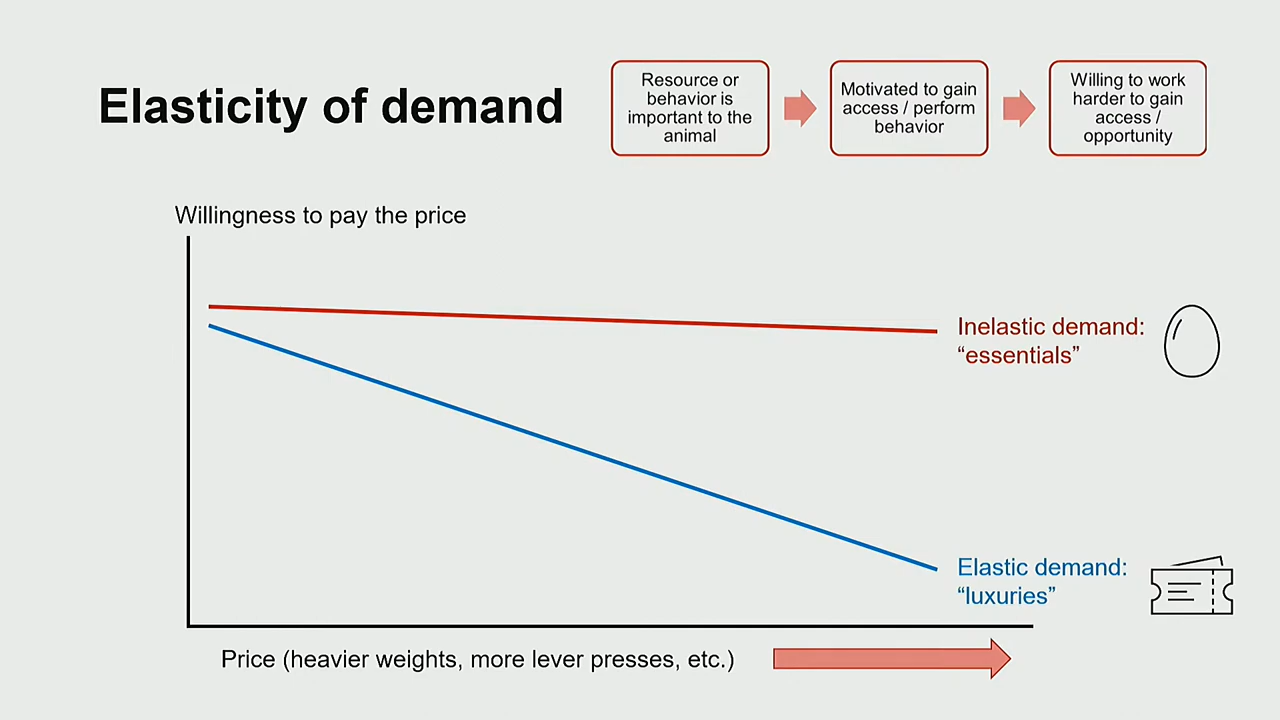 Elasticity of demand
Resource or
behavior is
important to the
animal
Motivated to gain
access / perform
behavior
Willing to work
harder to gain
access /
opportunity
Willingness to pay the price
Inelastic demand:
“essentials”
Elastic demand:
“luxuries”
Price (heavier weights, more lever presses, etc.)